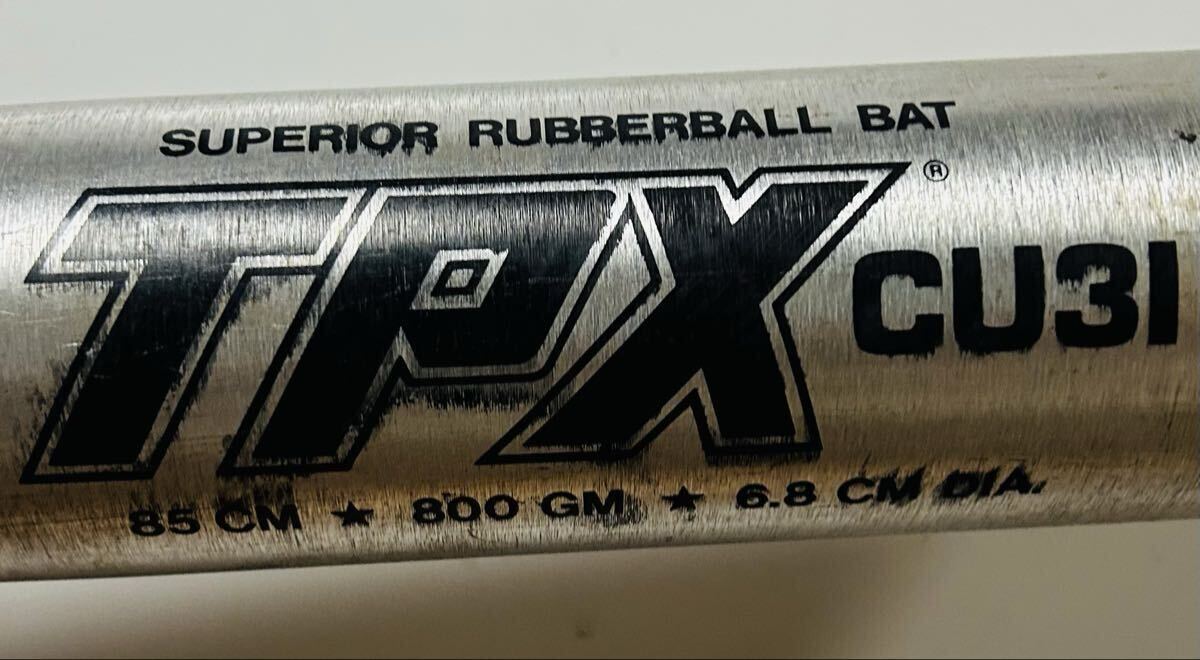 SUPERIOR RUBBERBALL BAT
TPX® CU31
85 CM ★ 800 GM ★ 6.8 CM DIA.